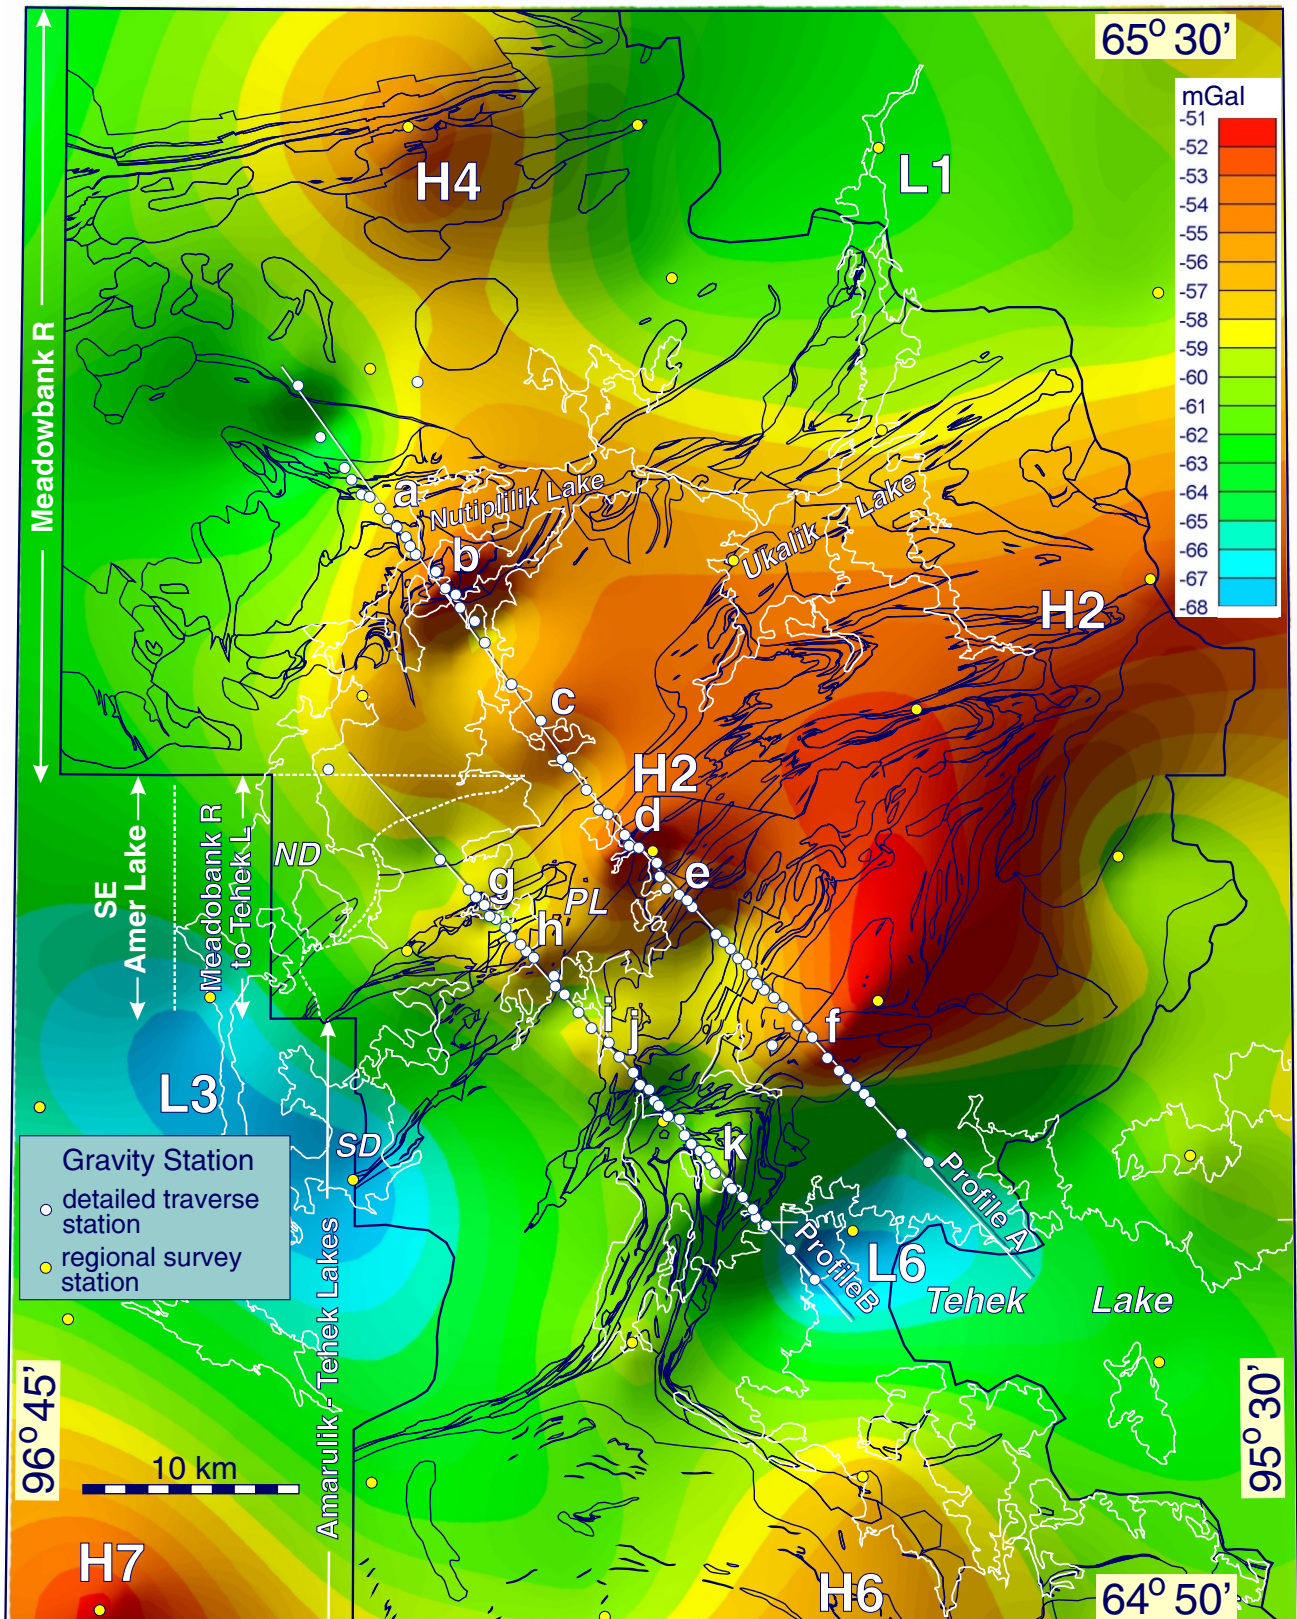 65° 30'
mGal
-51
-52
-53
-54
-55
-56
-57
-58
-59
-60
-61
-62
-63
-64
-65
-66
-67
-68
H4
L1
Meadowbank R
a
Nutiplilik Lake
b
Ukalik Lake
H2
c
H2
d
e
SE
Amer Lake
Meadobank R
to Tehek L
ND
g
PL
h
i
j
f
L3
SD
k
Gravity Station
detailed traverse
station
regional survey
station
Profile A
ProfileB
L6
Tehek Lake
Amarulik - Tehek Lakes
96° 45'
95° 30'
10 km
H7
H6
64° 50'